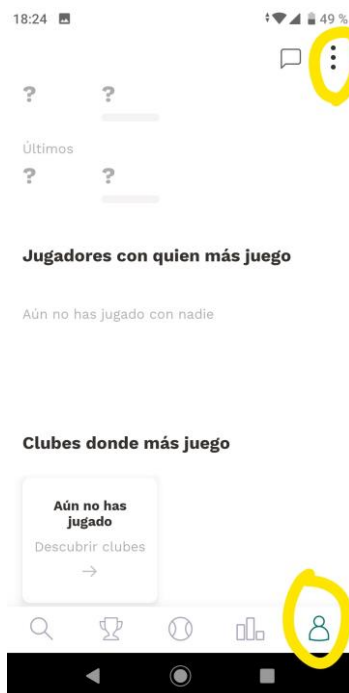 18:24
49 %
?
?
Últimos
?
?
Jugadores con quien más juego
Aún no has jugado con nadie
Clubes donde más juego
Aún no has
jugado
Descubrir clubes
→